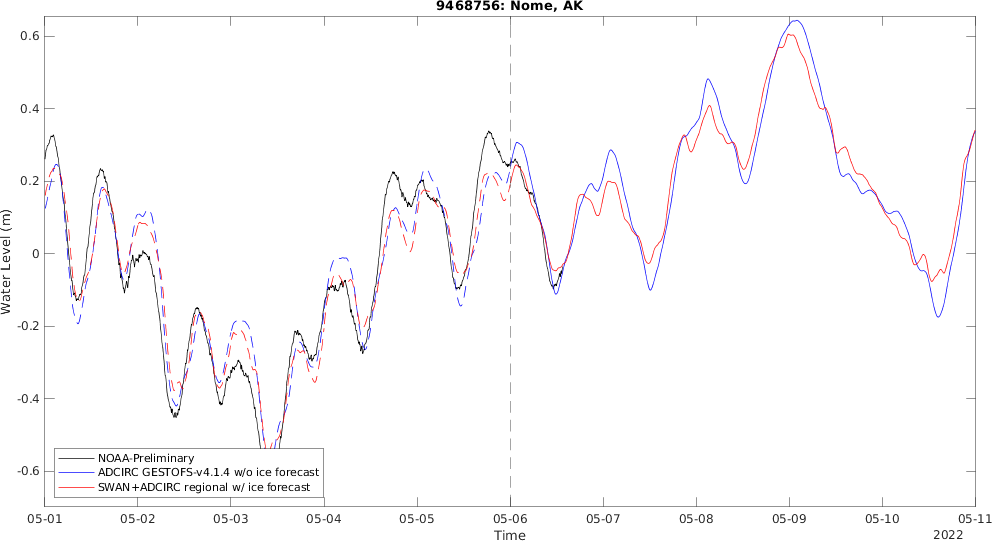 9468756: Nome, AK
Water Level (m)
0.6
0.4
0.2
0
-0.2
-0.4
-0.6
NOAA-Preliminary
ADCIRC GESTOFS-v4.1.4 w/o ice forecast
SWAN+ADCIRC regional w/ ice forecast
05-01 05-02 05-03 05-04 05-05 05-06 05-07 05-08 05-09 05-10 05-11
Time
2022